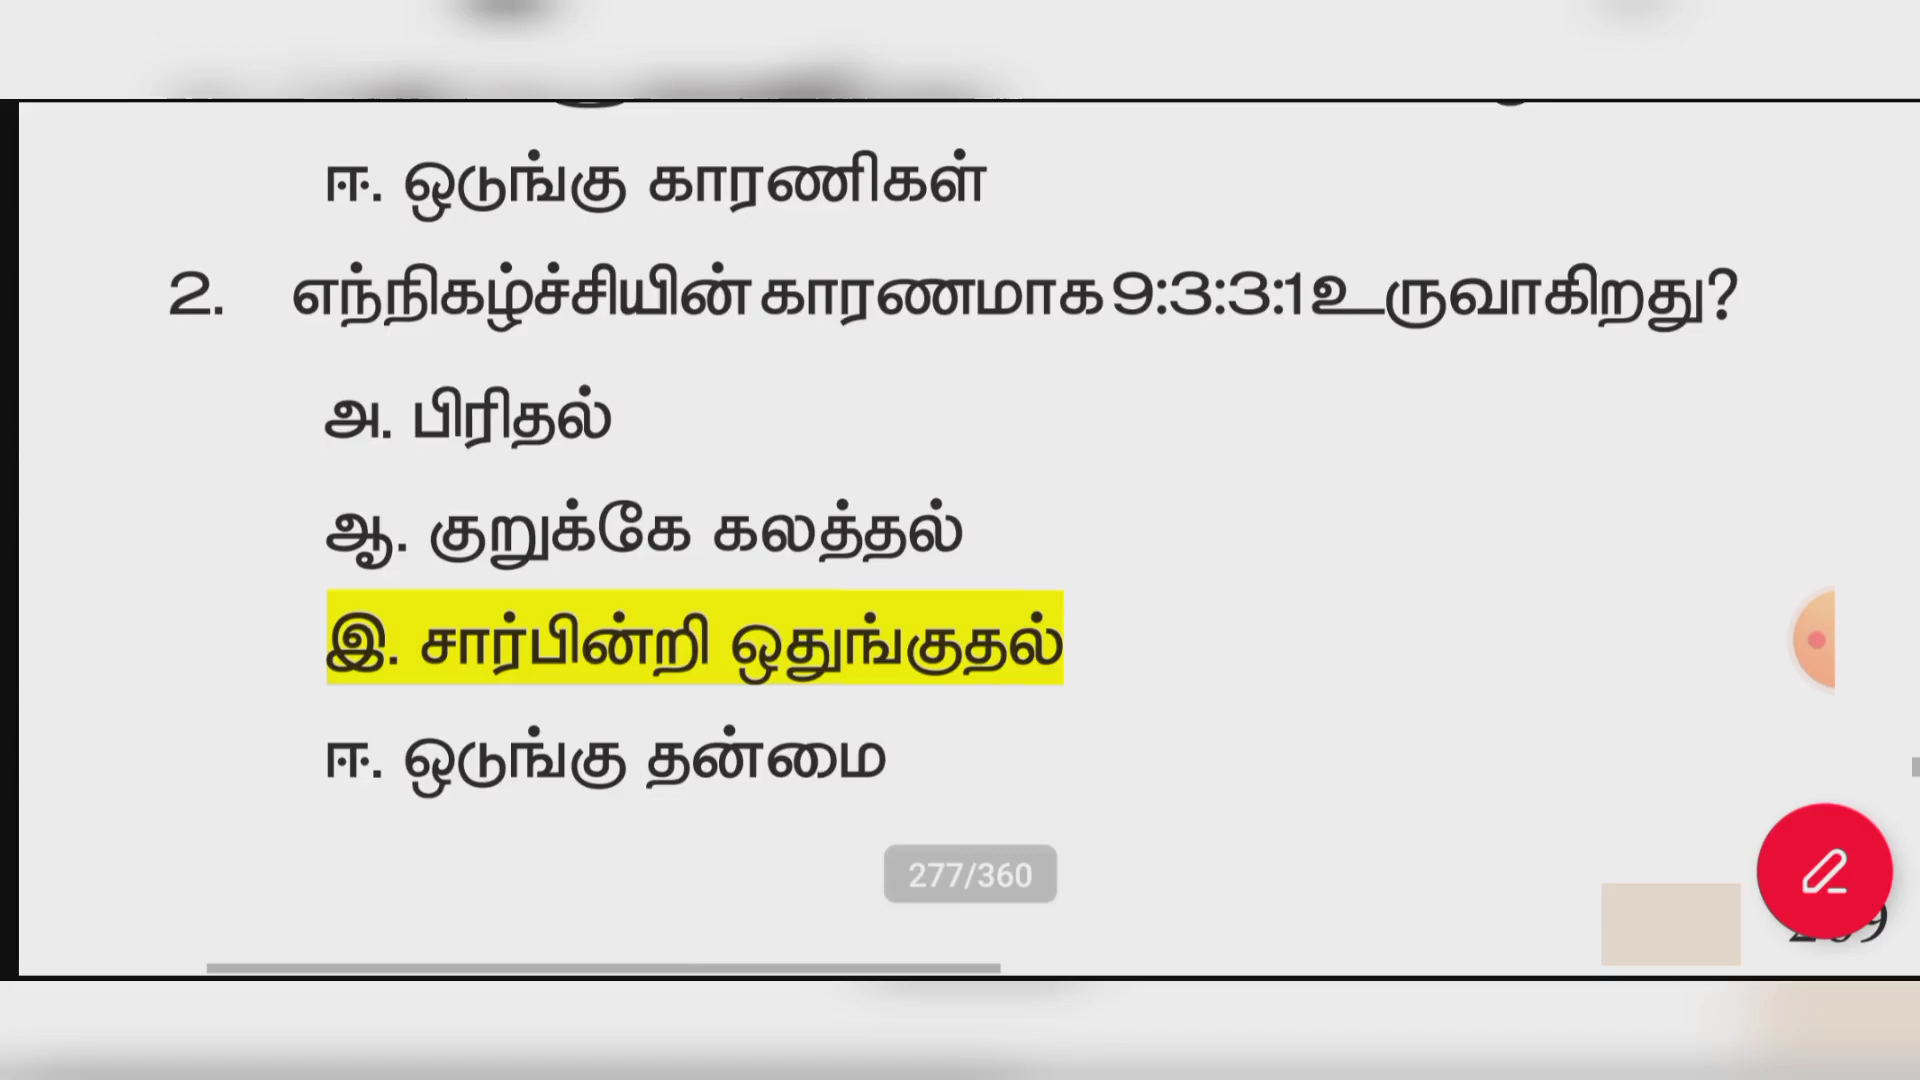 ஈ. ஒடுங்கு காரணிகள்
2. எந்நிகழ்ச்சியின் காரணமாக 9:3:3:1 உருவாகிறது?
அ. பிரிதல்
ஆ. குறுக்கே கலத்தல்
இ. சார்பின்றி ஒதுங்குதல்
ஈ. ஒடுங்கு தன்மை
277/360